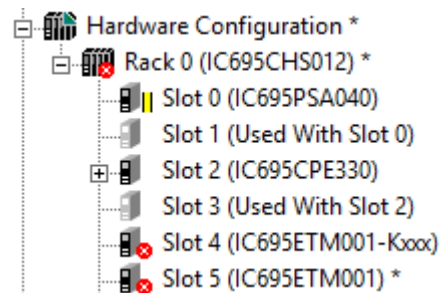 Hardware Configuration *
Rack 0 (IC695CHS012) *
Slot 0 (IC695PSA040)
Slot 1 (Used With Slot 0)
Slot 2 (IC695CPE330)
Slot 3 (Used With Slot 2)
Slot 4 (IC695ETM001-Kxxx)
Slot 5 (IC695ETM001) *